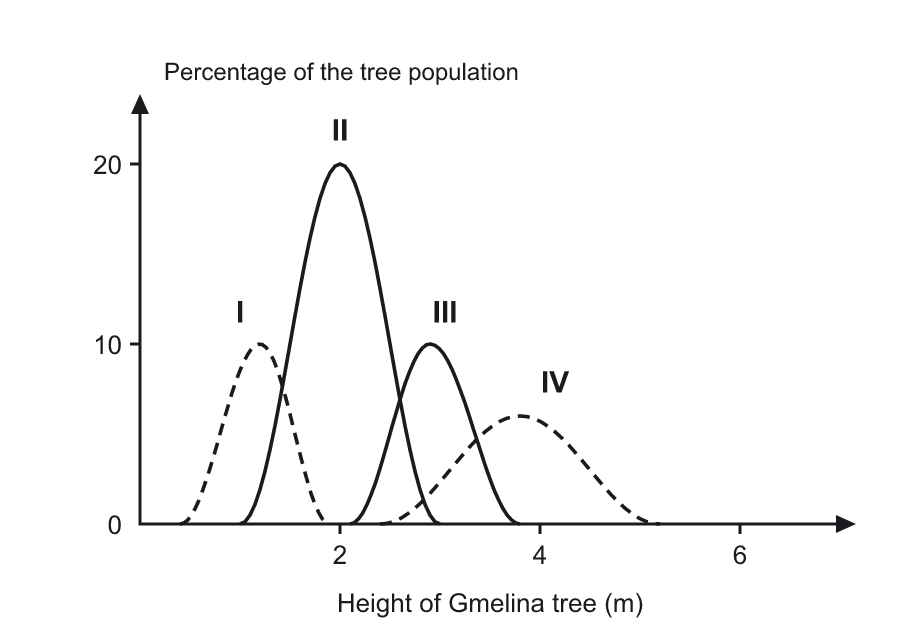 Percentage of the tree population
II
20
I
III
10
IV
0
2 4 6
Height of Gmelina tree (m)